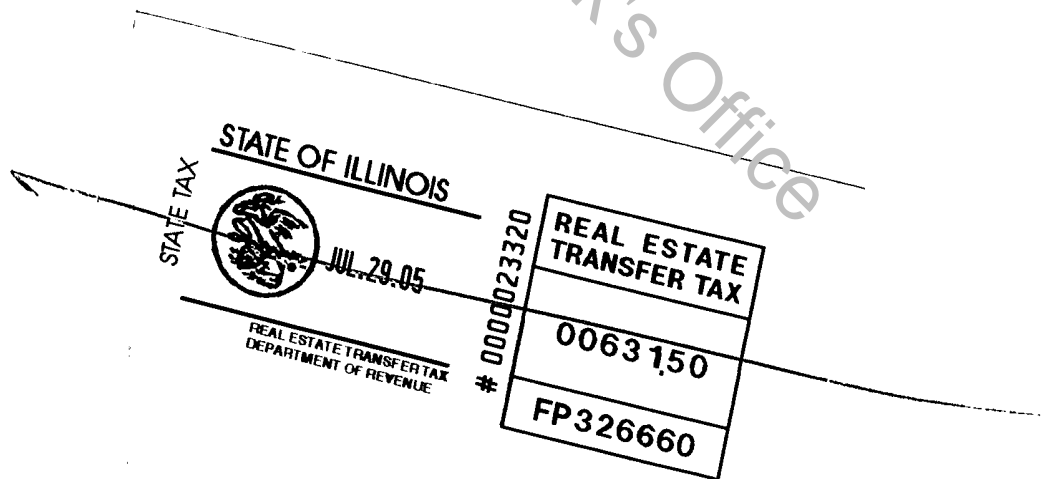 's Office
STATE OF ILLINOIS
STATE TAX
JUL.29.05
REAL ESTATE TRANSFER TAX
DEPARTMENT OF REVENUE
# 0000023320
REAL ESTATE
TRANSFER TAX
0063150
FP326660